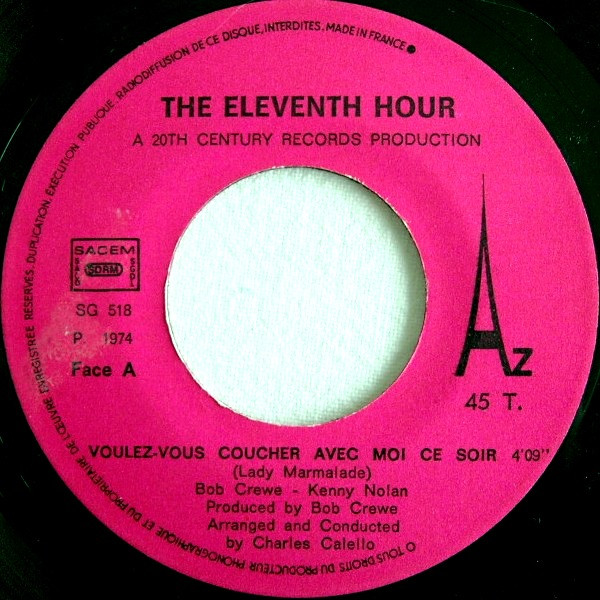 O TOUS DROITS DU PRODUCTEUR PHONOGRAPHIQUE ET DU PROPRIETAIRE DE L'ŒUVRE ENREGISTREE RESERVES. DUPLICATION, EXECUTION PUBLIQUE, RADIODIFFUSION DE CE DISQUE, INTERDITES. MADE IN FRANCE
THE ELEVENTH HOUR
A 20TH CENTURY RECORDS PRODUCTION
SACEM
SACD
SDRM
SGDL
SG 518
P. 1974
Face A
Az
45 T.
VOULEZ-VOUS COUCHER AVEC MOI CE SOIR 4'09"
(Lady Marmalade)
Bob Crewe - Kenny Nolan
Produced by Bob Crewe
Arranged and Conducted
by Charles Calello